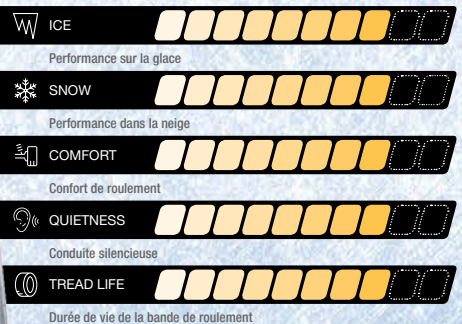 ICE
Performance sur la glace
SNOW
Performance dans la neige
COMFORT
Confort de roulement
QUIETNESS
Conduite silencieuse
TREAD LIFE
Durée de vie de la bande de roulement